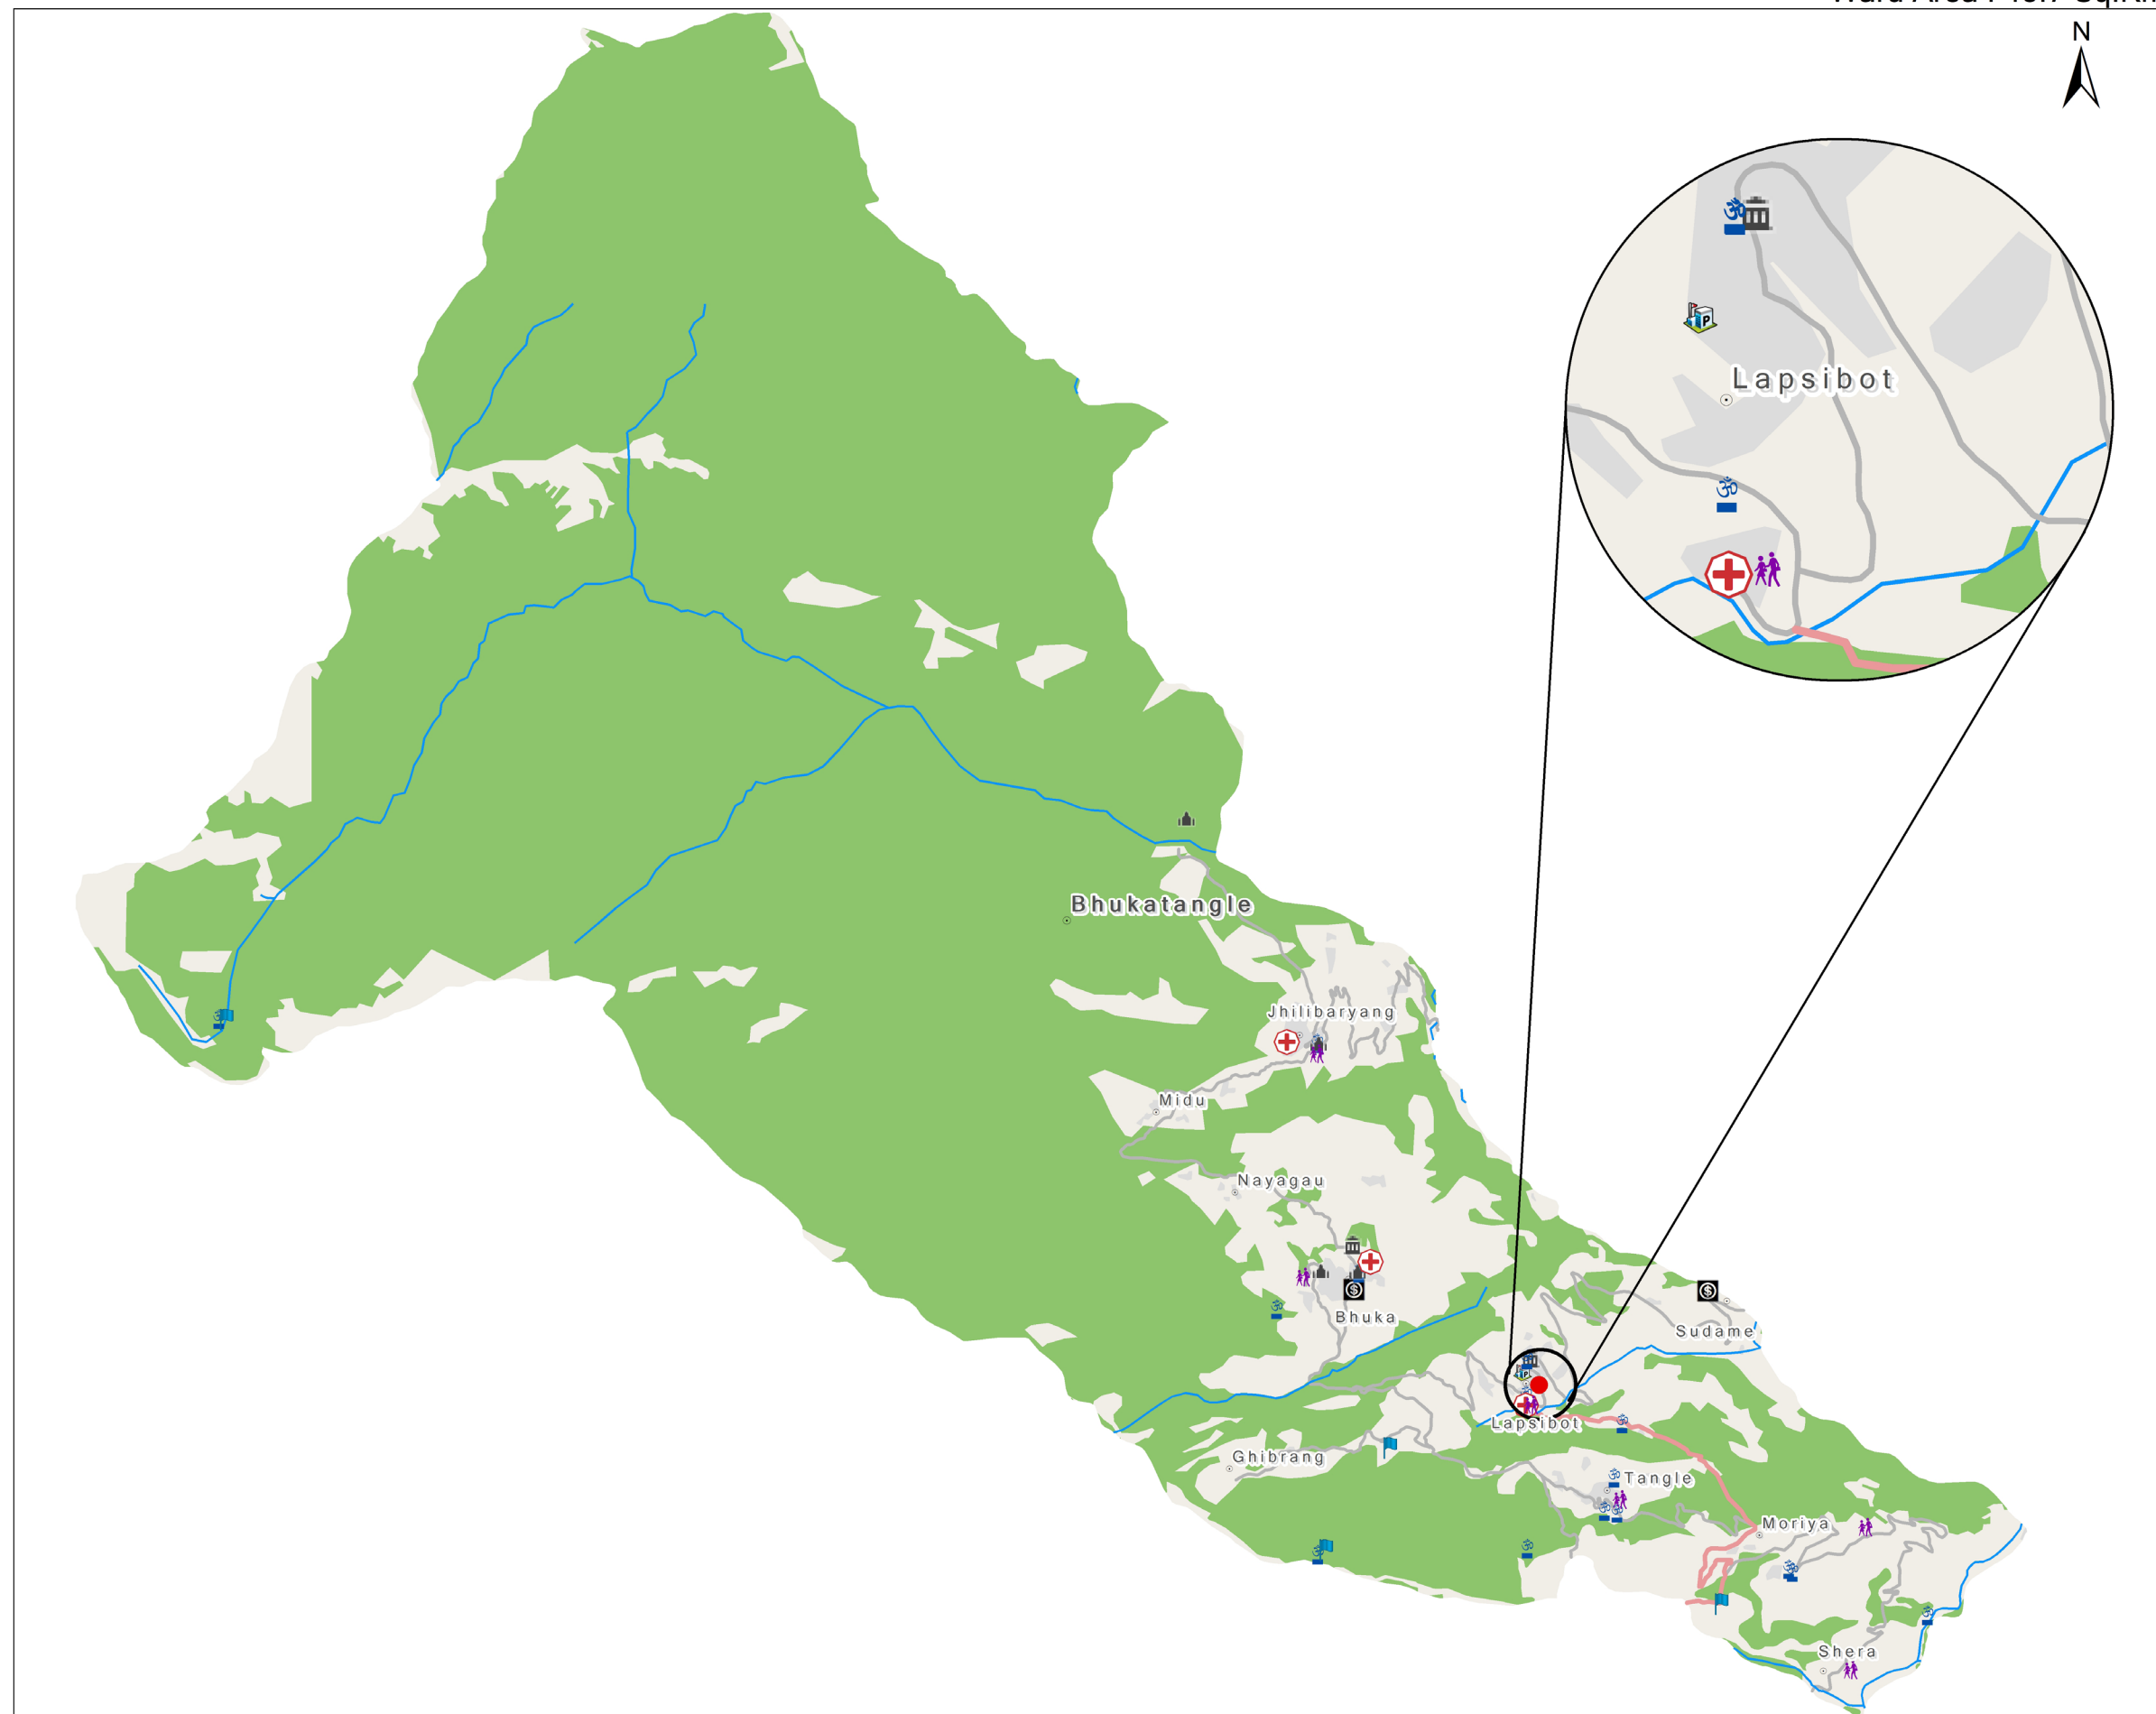 N
Lapsibot
Bhukatangle
Jhilibaryang
Midu
Nayagau
Bhuka
Sudame
Lapsibot
Ghibrang
Tangle
Moriya
Shera